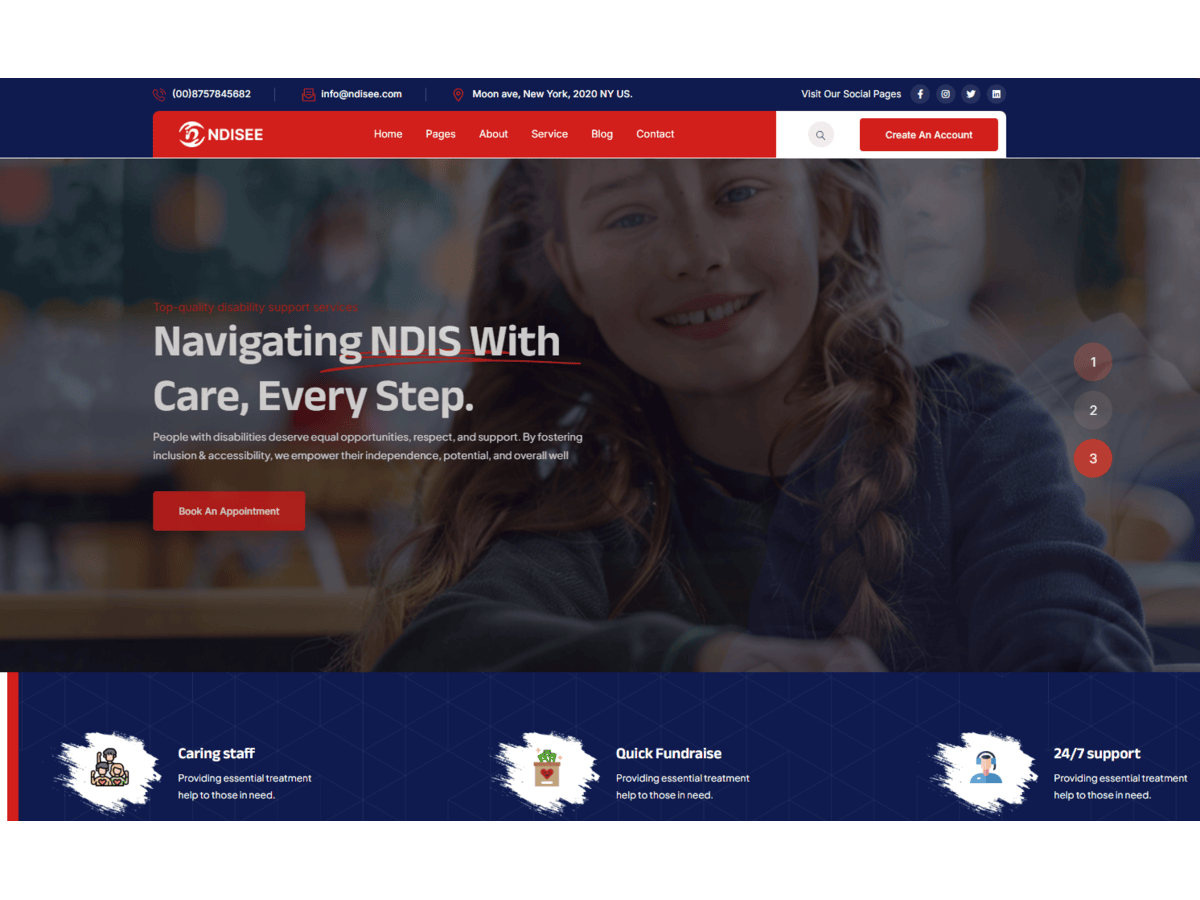 (00)8757845682
info@ndisee.com
Moon ave, New York, 2020 NY US.
Visit Our Social Pages
NDISEE
Home
Pages
About
Service
Blog
Contact
Create An Account
Top-quality disability support services
Navigating NDIS With
Care, Every Step.
People with disabilities deserve equal opportunities, respect, and support. By fostering
inclusion & accessibility, we empower their independence, potential, and overall well
Book An Appointment
1
2
3
Caring staff
Providing essential treatment
help to those in need.
Quick Fundraise
Providing essential treatment
help to those in need.
24/7 support
Providing essential treatment
help to those in need.